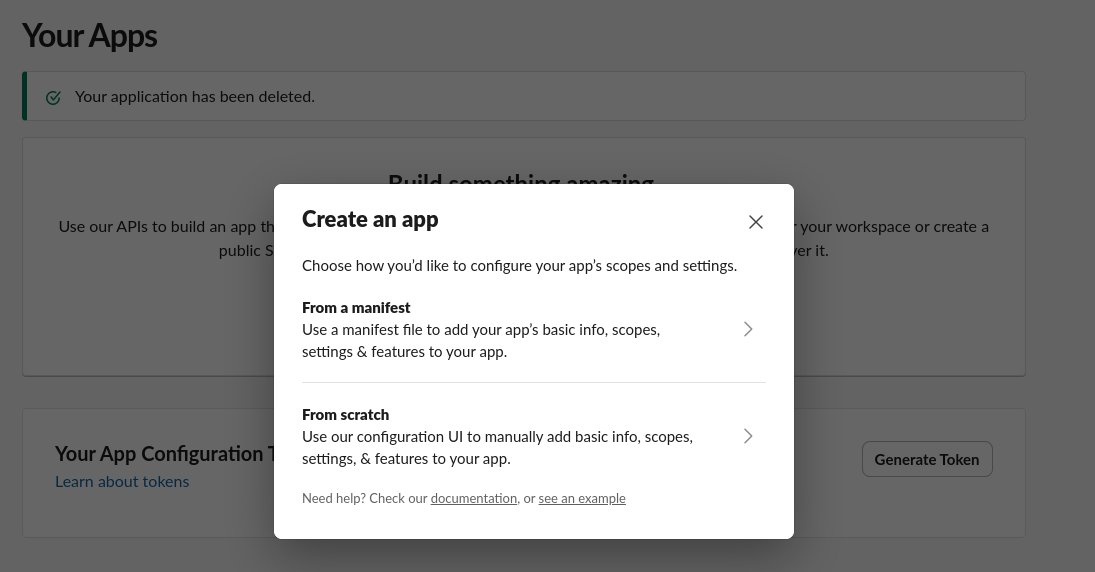 Your Apps
Your application has been deleted.
Build something amazing
Use our APIs to build an app th
r your workspace or create a
public S
ver it.
Create an app
Choose how you’d like to configure your app’s scopes and settings.
From a manifest
Use a manifest file to add your app’s basic info, scopes,
settings & features to your app.
From scratch
Use our configuration UI to manually add basic info, scopes,
settings, & features to your app.
Need help? Check our documentation, or see an example
Your App Configuration T
Learn about tokens
Generate Token